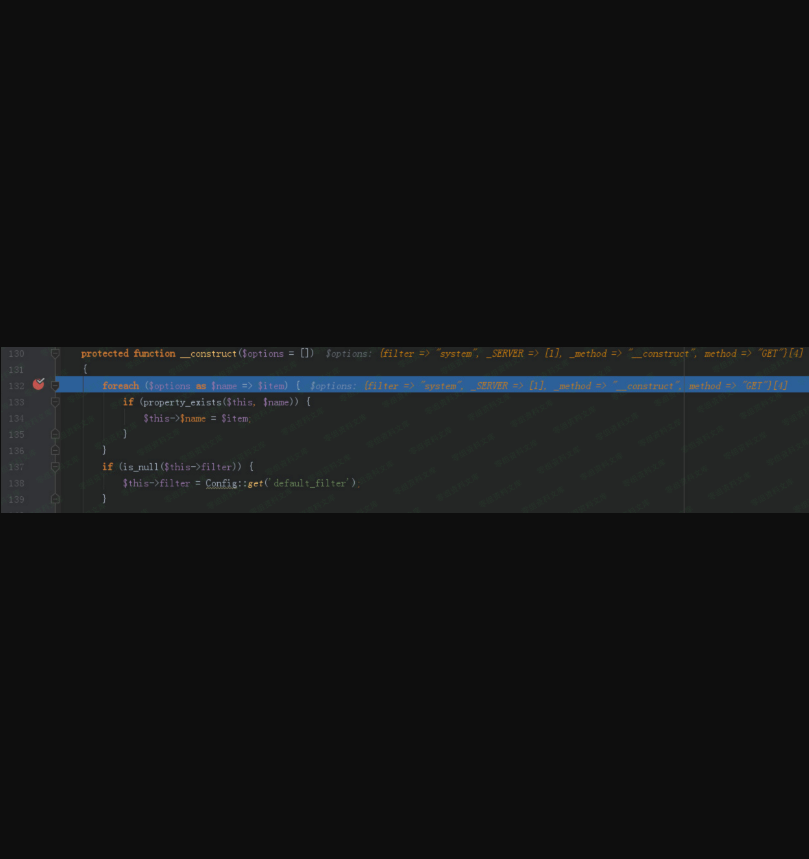 130 protected function __construct($options = []) $options: {filter => "system", _SERVER => [1], _method => "__construct", method => "GET"}[4]
131 {
132 foreach ($options as $name => $item) { $options: {filter => "system", _SERVER => [1], _method => "__construct", method => "GET"}[4]
133 if (property_exists($this, $name)) {
134 $this->$name = $item;
135 }
136 }
137 if (is_null($this->filter)) {
138 $this->filter = Config::get('default_filter');
139 }